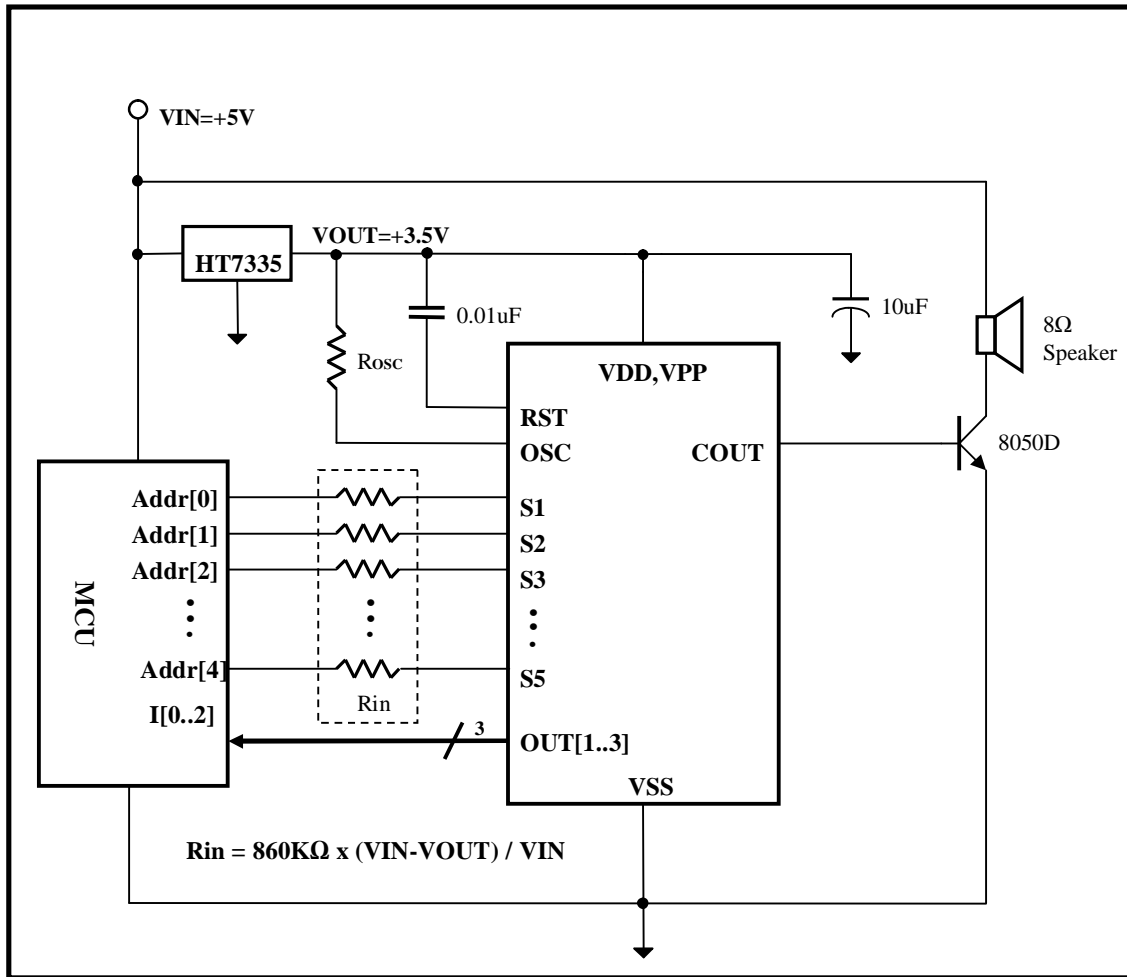 VIN=+5V
VOUT=+3.5V
HT7335
0.01uF
10uF
8Ω
Speaker
Rosc
VDD,VPP
RST
OSC
COUT
8050D
MCU
Addr[0]
S1
Addr[1]
S2
Addr[2]
S3
Addr[4]
S5
Rin
I[0..2]
3
OUT[1..3]
VSS
Rin = 860KΩ x (VIN-VOUT) / VIN